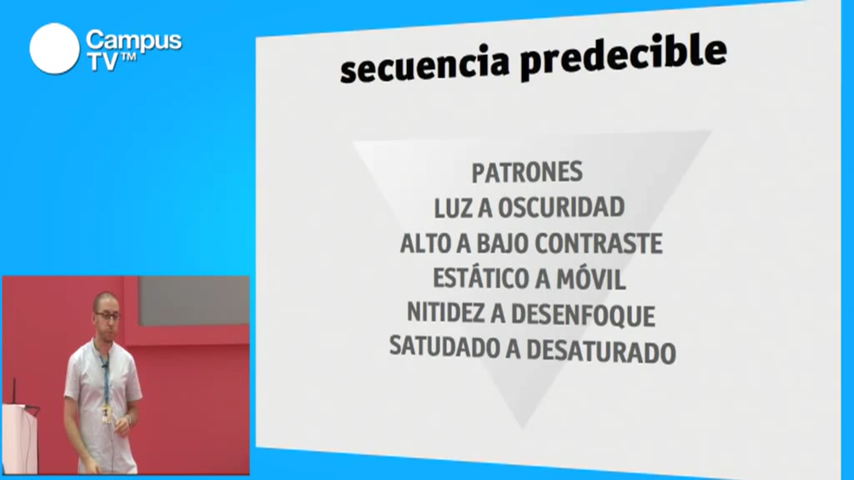 Campus
TV™
secuencia predecible
PATRONES
LUZ A OSCURIDAD
ALTO A BAJO CONTRASTE
ESTÁTICO A MÓVIL
NITIDEZ A DESENFOQUE
SATUDADO A DESATURADO